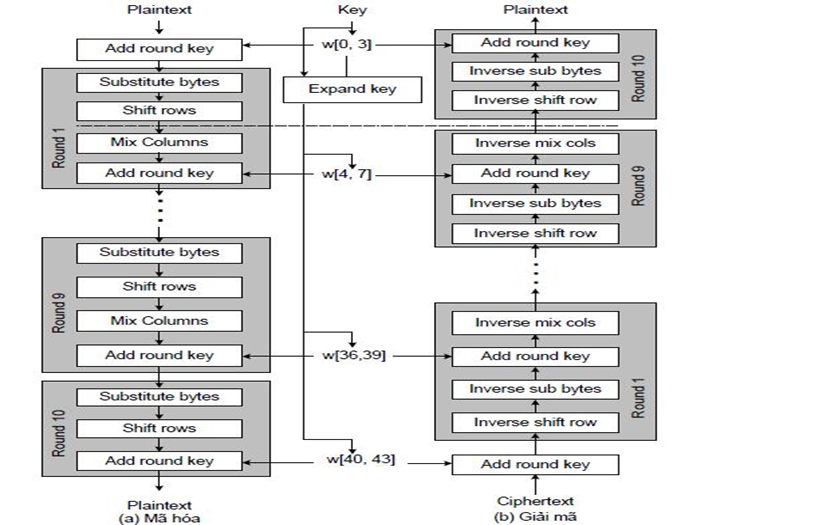 Plaintext
Add round key
Round 1
Substitute bytes
Shift rows
Mix Columns
Add round key
Round 9
Substitute bytes
Shift rows
Mix Columns
Add round key
Round 10
Substitute bytes
Shift rows
Add round key
Plaintext
(a) Mã hóa
Key
w[0, 3]
Expand key
w[4, 7]
w[36,39]
w[40, 43]
Plaintext
Add round key
Inverse sub bytes
Inverse shift row
Round 10
Inverse mix cols
Add round key
Inverse sub bytes
Inverse shift row
Round 9
Inverse mix cols
Add round key
Inverse sub bytes
Inverse shift row
Round 1
Add round key
Ciphertext
(b) Giải mã